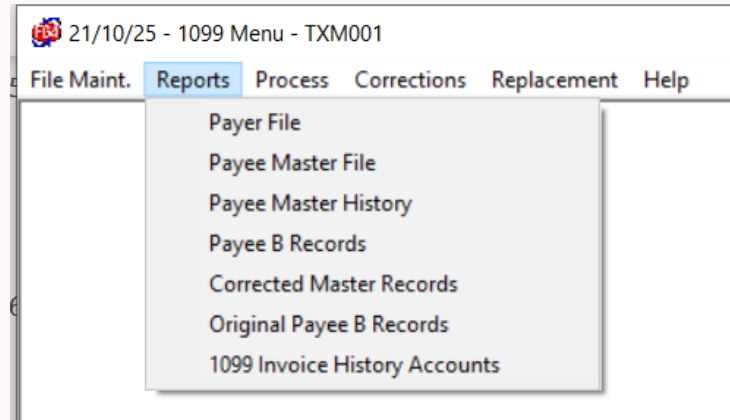 21/10/25 - 1099 Menu - TXM001
File Maint. Reports Process Corrections Replacement Help
Payer File
Payee Master File
Payee Master History
Payee B Records
Corrected Master Records
Original Payee B Records
1099 Invoice History Accounts